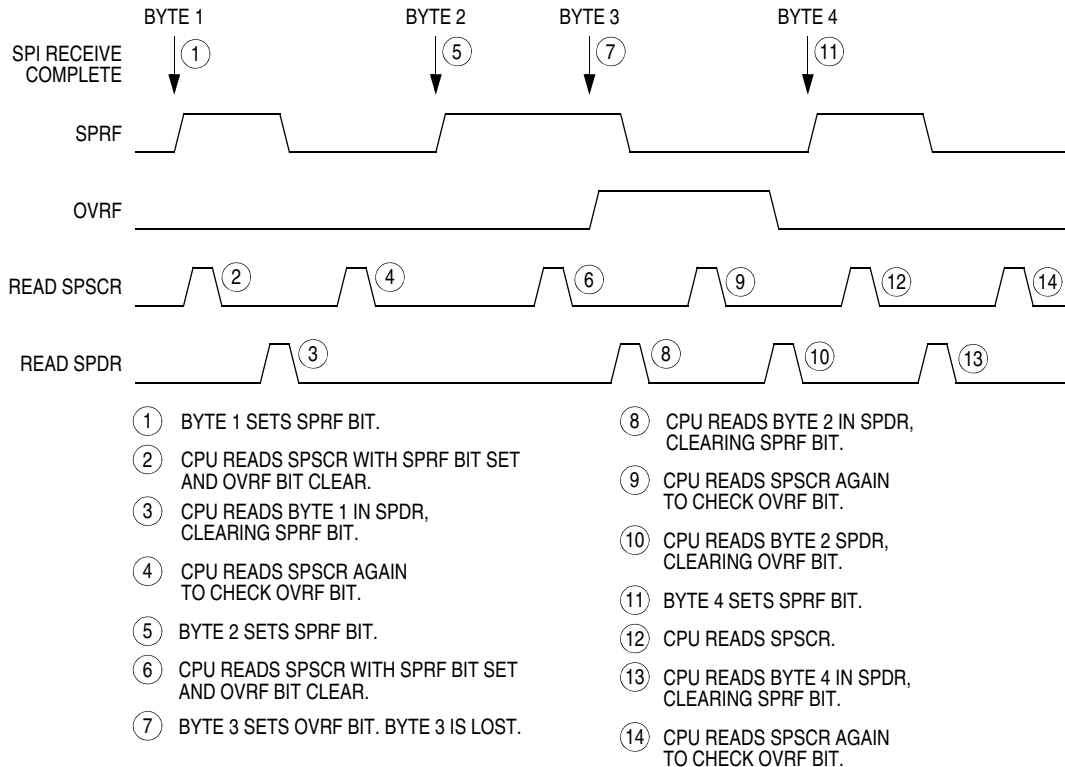 BYTE 1
BYTE 2
BYTE 3
BYTE 4
SPI RECEIVE
COMPLETE
1
5
7
11
SPRF
OVRF
READ SPSCR
2
4
6
9
12
14
READ SPDR
3
8
10
13
1 BYTE 1 SETS SPRF BIT.
2 CPU READS SPSCR WITH SPRF BIT SET
AND OVRF BIT CLEAR.
3 CPU READS BYTE 1 IN SPDR,
CLEARING SPRF BIT.
4 CPU READS SPSCR AGAIN
TO CHECK OVRF BIT.
5 BYTE 2 SETS SPRF BIT.
6 CPU READS SPSCR WITH SPRF BIT SET
AND OVRF BIT CLEAR.
7 BYTE 3 SETS OVRF BIT. BYTE 3 IS LOST.
8 CPU READS BYTE 2 IN SPDR,
CLEARING SPRF BIT.
9 CPU READS SPSCR AGAIN
TO CHECK OVRF BIT.
10 CPU READS BYTE 2 SPDR,
CLEARING OVRF BIT.
11 BYTE 4 SETS SPRF BIT.
12 CPU READS SPSCR.
13 CPU READS BYTE 4 IN SPDR,
CLEARING SPRF BIT.
14 CPU READS SPSCR AGAIN
TO CHECK OVRF BIT.